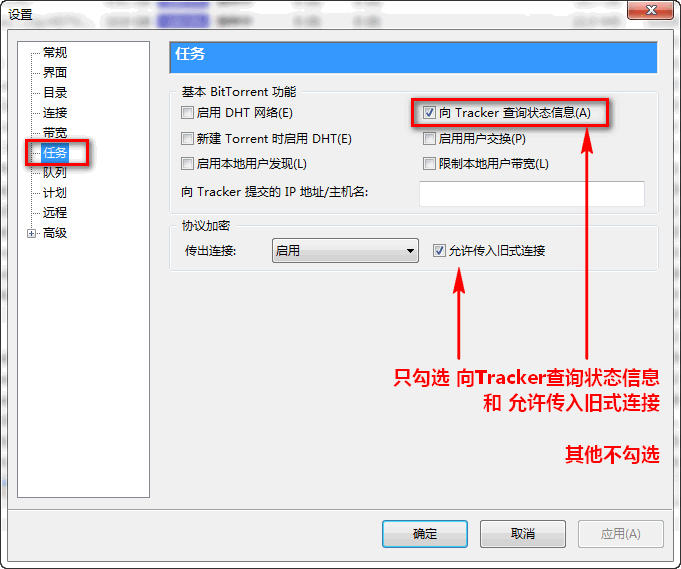 设置
常规
界面
目录
连接
带宽
任务
队列
计划
远程
高级
任务
基本 BitTorrent 功能
启用 DHT 网络(E)
向 Tracker 查询状态信息(A)
新建 Torrent 时启用 DHT(E)
启用用户交换(P)
启用本地用户发现(L)
限制本地用户带宽(L)
向 Tracker 提交的 IP 地址/主机名:
协议加密
传出连接:
启用
允许传入旧式连接
只勾选 向Tracker查询状态信息
和 允许传入旧式连接
其他不勾选
确定
取消
应用(A)